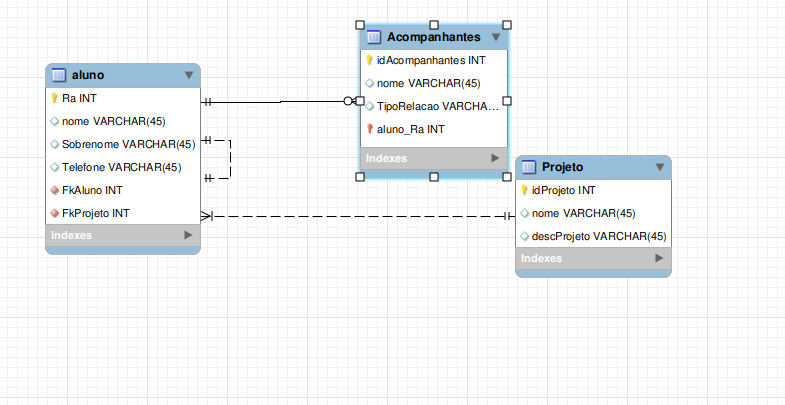 aluno
Ra INT
nome VARCHAR(45)
Sobrenome VARCHAR(45)
Telefone VARCHAR(45)
FkAluno INT
FkProjeto INT
Indexes
Acompanhantes
idAcompanhantes INT
nome VARCHAR(45)
TipoRelacao VARCHA...
aluno_Ra INT
Indexes
Projeto
idProjeto INT
nome VARCHAR(45)
descProjeto VARCHAR(45)
Indexes